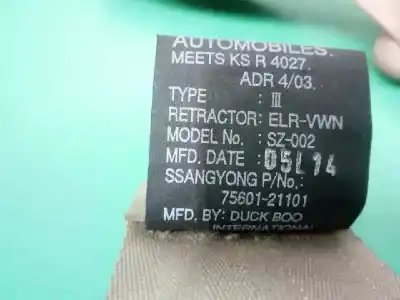 AUTOMOBILES.
MEETS KS R 4027.
ADR 4/03.
TYPE : III
RETRACTOR: ELR-VWN
MODEL No. : SZ-002
MFD. DATE : 05L14
SSANGYONG P/No.:
75601-21101
MFD. BY: DUCK BOO
INTERNATIONAL